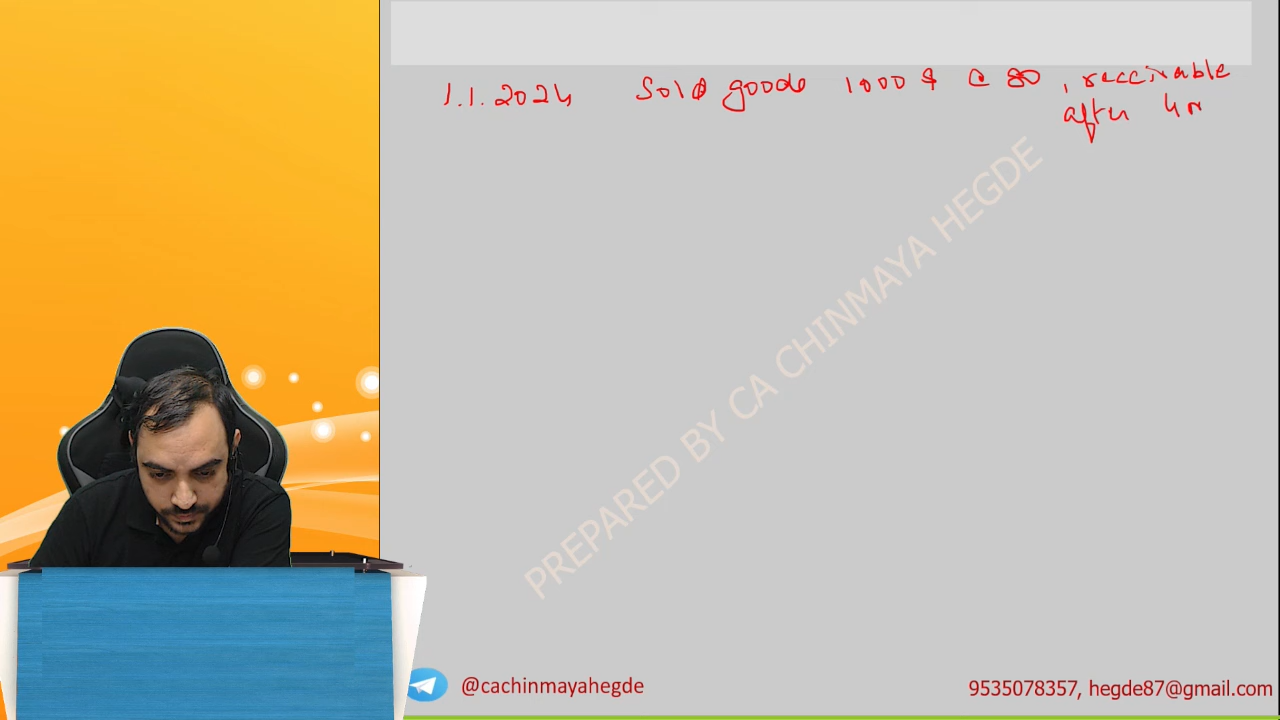 1.1.2024 Sold goods 1000 $ @ 80, receivable
after 4m
PREPARED BY CA CHINMAYA HEGDE
@cachinmayahegde
9535078357, hegde87@gmail.com